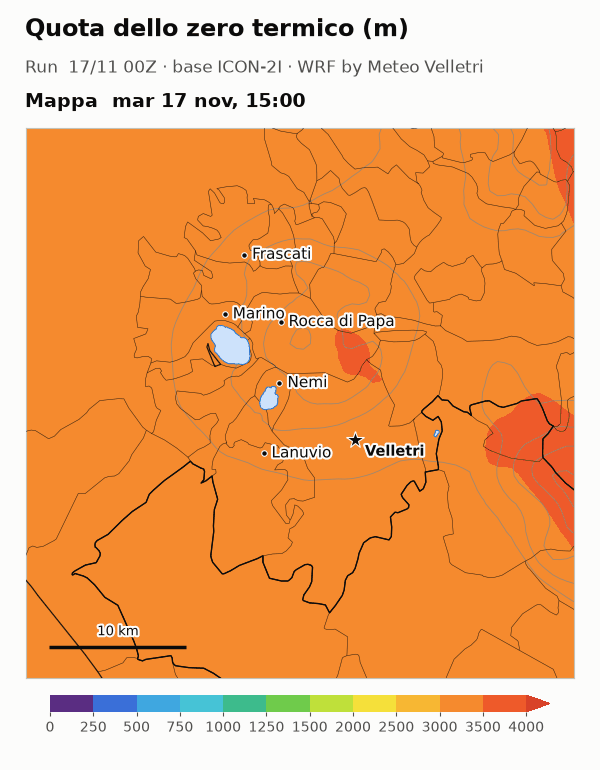 Quota dello zero termico (m)
Run  17/11 00Z · base ICON-2I · WRF by Meteo Velletri
Mappa  mar 17 nov, 15:00
Frascati
Marino
Rocca di Papa
Nemi
Velletri
Lanuvio
10 km
0 250 500 750 1000 1250 1500 2000 2500 3000 3500 4000